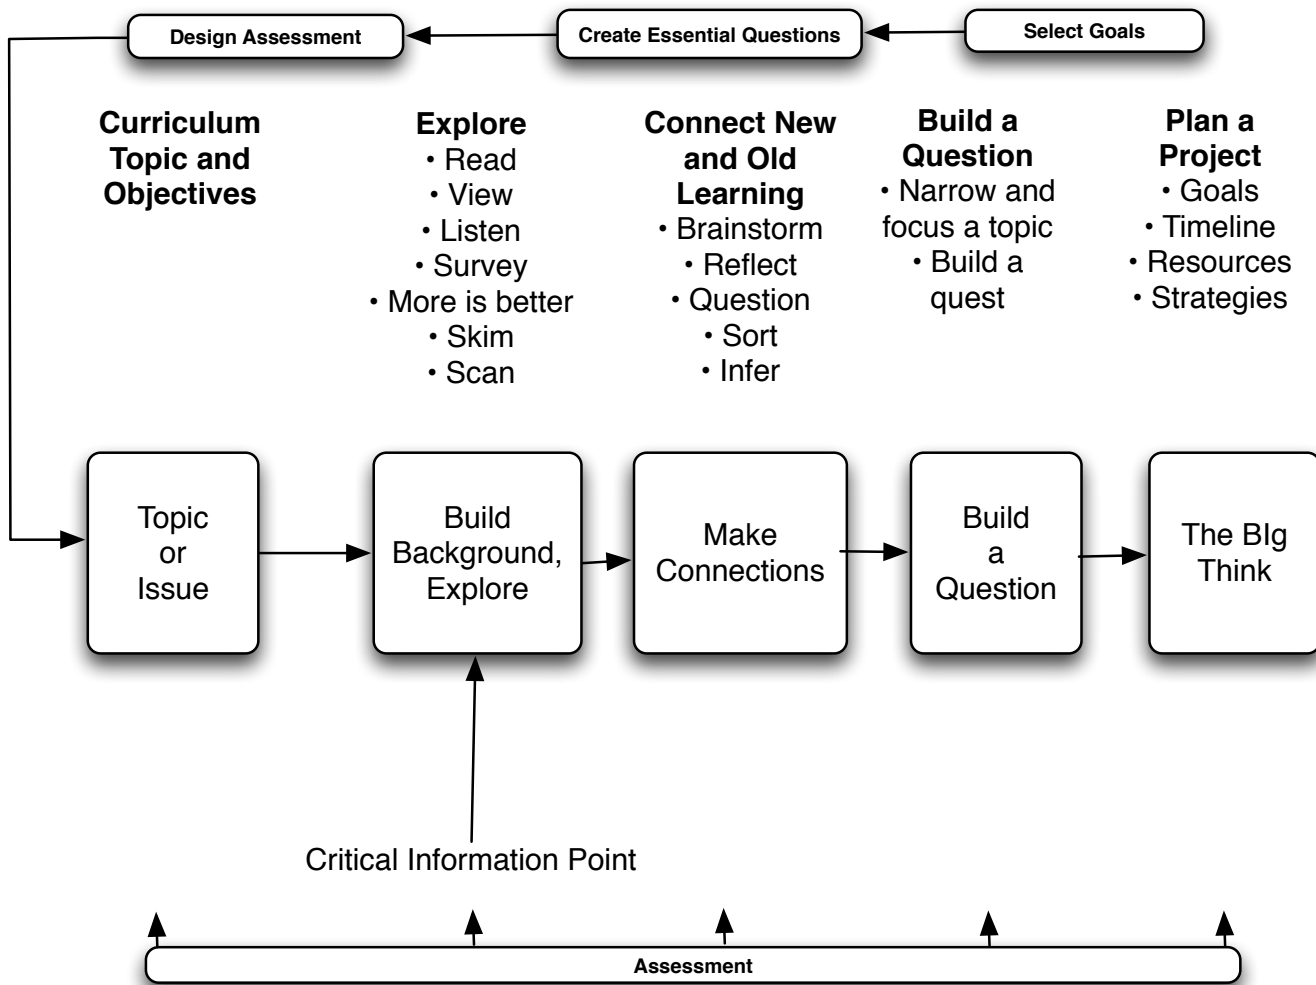 Design Assessment
Create Essential Questions
Select Goals
Curriculum
Topic and
Objectives
Explore
• Read
• View
• Listen
• Survey
• More is better
• Skim
• Scan
Connect New
and Old
Learning
• Brainstorm
• Reflect
• Question
• Sort
• Infer
Build a
Question
• Narrow and
focus a topic
• Build a
quest
Plan a
Project
• Goals
• Timeline
• Resources
• Strategies
Topic
or
Issue
Build
Background,
Explore
Make
Connections
Build
a
Question
The BIg
Think
Critical Information Point
Assessment